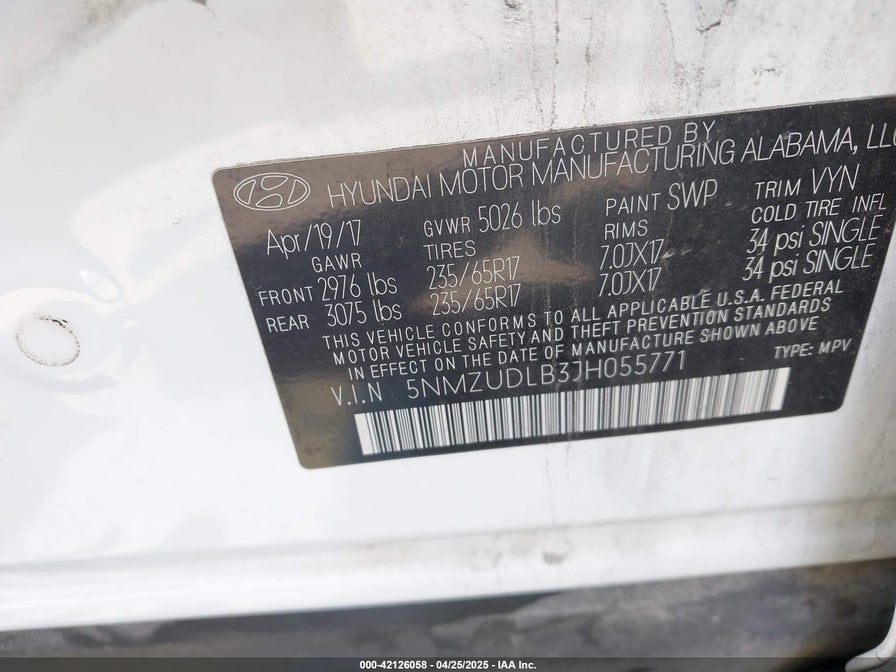 MANUFACTURED BY
HYUNDAI MOTOR MANUFACTURING ALABAMA, LLC
Apr/19/17 GVWR 5026 lbs PAINT SWP TRIM VYN
GAWR TIRES RIMS COLD TIRE INFL
FRONT 2976 lbs 235/65R17 7.0JX17 34 psi SINGLE
REAR 3075 lbs 235/65R17 7.0JX17 34 psi SINGLE
THIS VEHICLE CONFORMS TO ALL APPLICABLE U.S.A. FEDERAL
MOTOR VEHICLE SAFETY AND THEFT PREVENTION STANDARDS
IN EFFECT ON THE DATE OF MANUFACTURE SHOWN ABOVE
V.I.N 5NMZUDLB3JH055771 TYPE: MPV
000-42126058 - 04/25/2025 - IAA Inc.